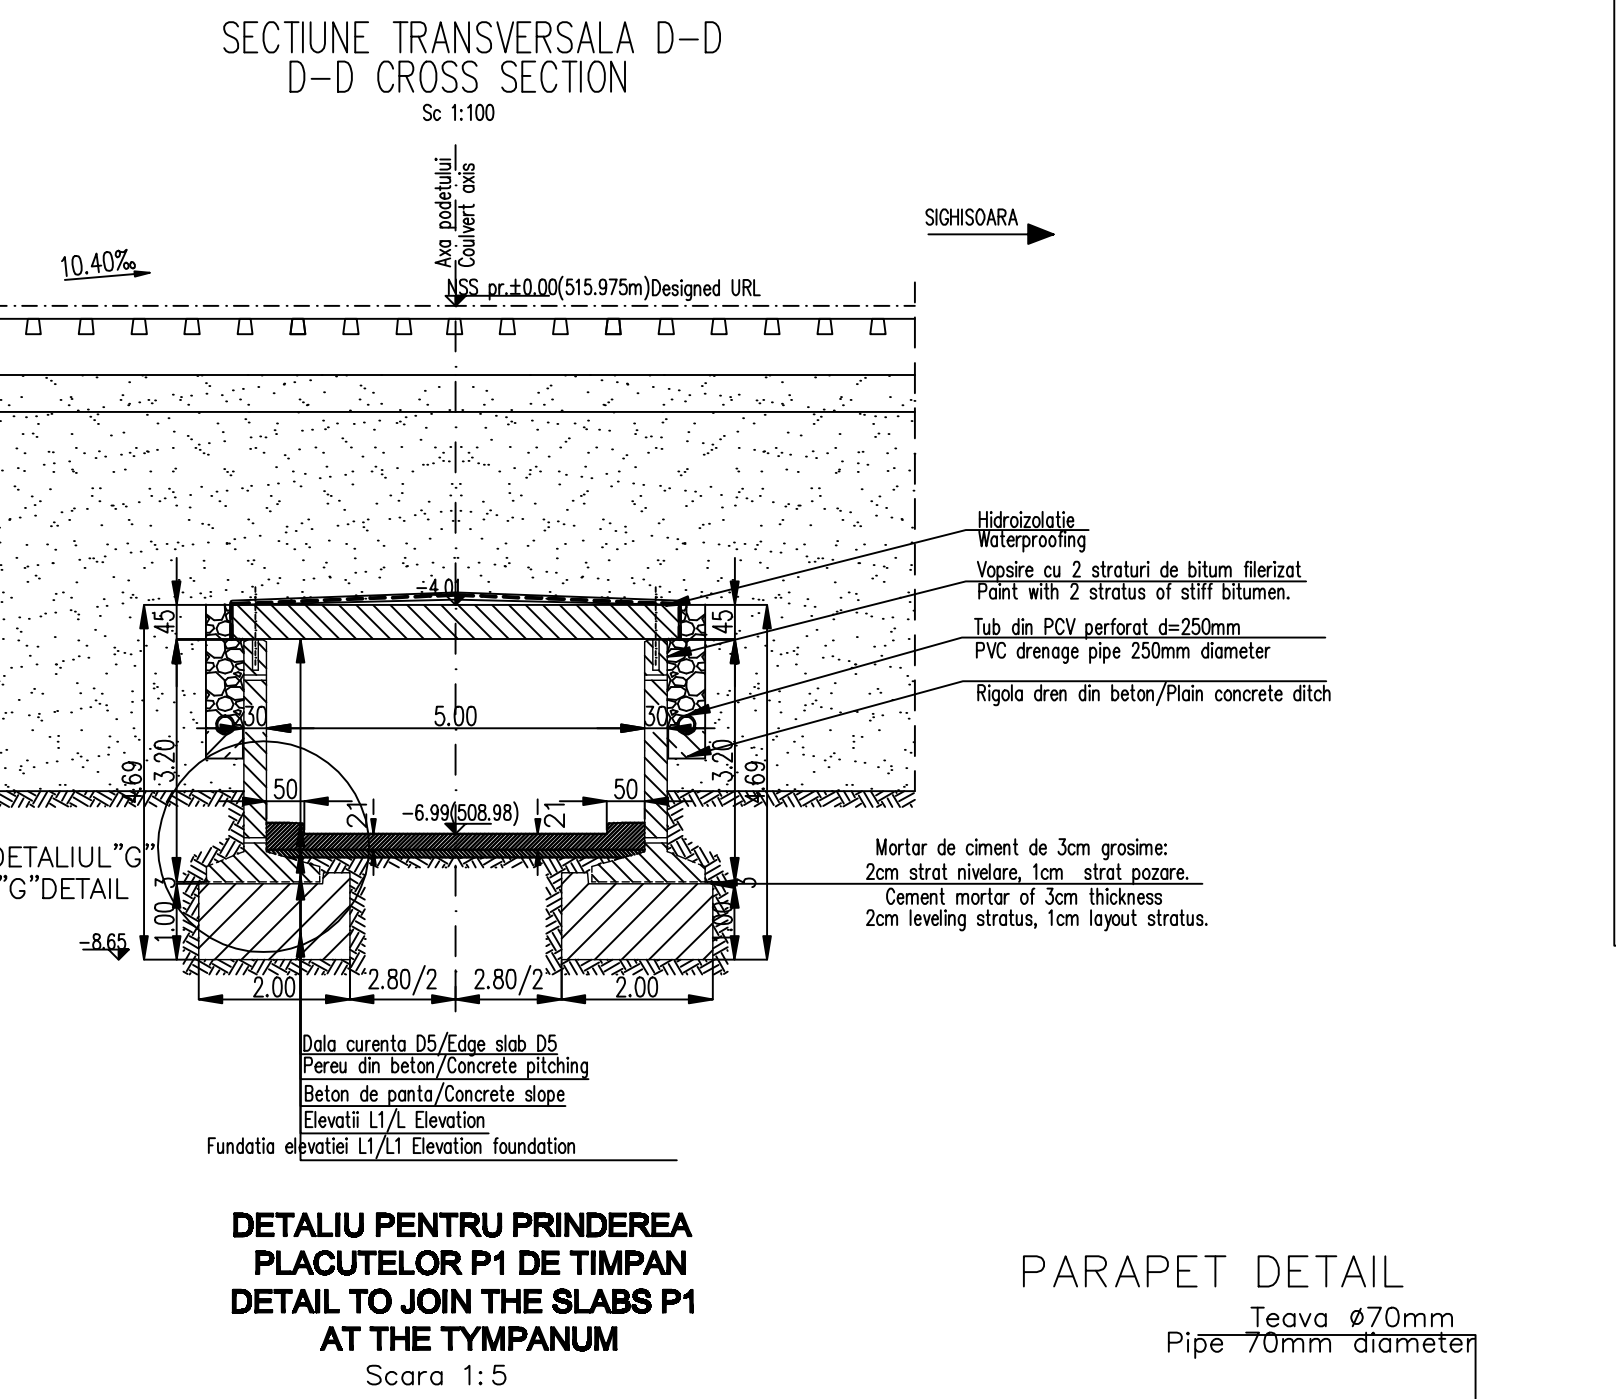 SECTIUNE TRANSVERSALA D-D
D-D CROSS SECTION
Sc 1:100
Axa podetului
Coulvert axis
SIGHISOARA
10.40‰
NSS pr.±0.00(515.975m)Designed URL
Hidroizolatie
Waterproofing
Vopsire cu 2 straturi de bitum filerizat
Paint with 2 stratus of stiff bitumen.
Tub din PCV perforat d=250mm
PVC drenage pipe 250mm diameter
Rigola dren din beton/Plain concrete ditch
-4.01
45
45
30
5.00
30
3.20
3.20
4.69
4.69
50
50
21
-6.99(508.98)
21
DETALIUL"G"
"G"DETAIL
3
3
1.00
-8.65
Mortar de ciment de 3cm grosime:
2cm strat nivelare, 1cm strat pozare.
Cement mortar of 3cm thickness
2cm leveling stratus, 1cm layout stratus.
2.00
2.80/2
2.80/2
2.00
Dala curenta D5/Edge slab D5
Pereu din beton/Concrete pitching
Beton de panta/Concrete slope
Elevatii L1/L Elevation
Fundatia elevatiei L1/L1 Elevation foundation
DETALIU PENTRU PRINDEREA
PLACUTELOR P1 DE TIMPAN
DETAIL TO JOIN THE SLABS P1
AT THE TYMPANUM
Scara 1:5
PARAPET DETAIL
Teava ø70mm
Pipe 70mm diameter